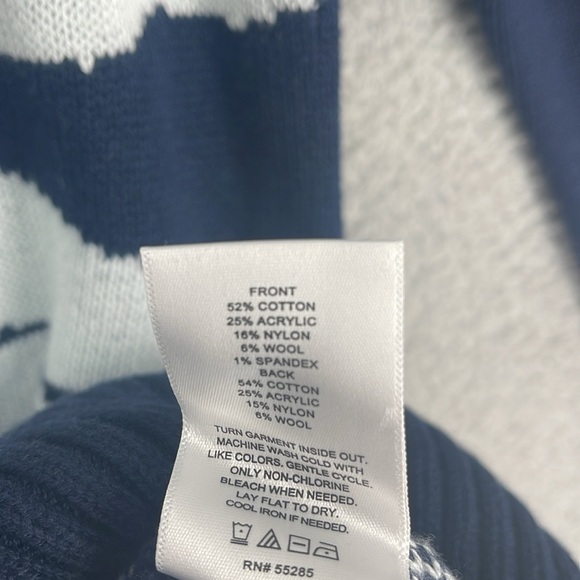 FRONT
52% COTTON
25% ACRYLIC
16% NYLON
6% WOOL
1% SPANDEX
BACK
54% COTTON
25% ACRYLIC
15% NYLON
6% WOOL
TURN GARMENT INSIDE OUT.
MACHINE WASH COLD WITH
LIKE COLORS. GENTLE CYCLE.
ONLY NON-CHLORINE
BLEACH WHEN NEEDED.
LAY FLAT TO DRY.
COOL IRON IF NEEDED.
RN# 55285